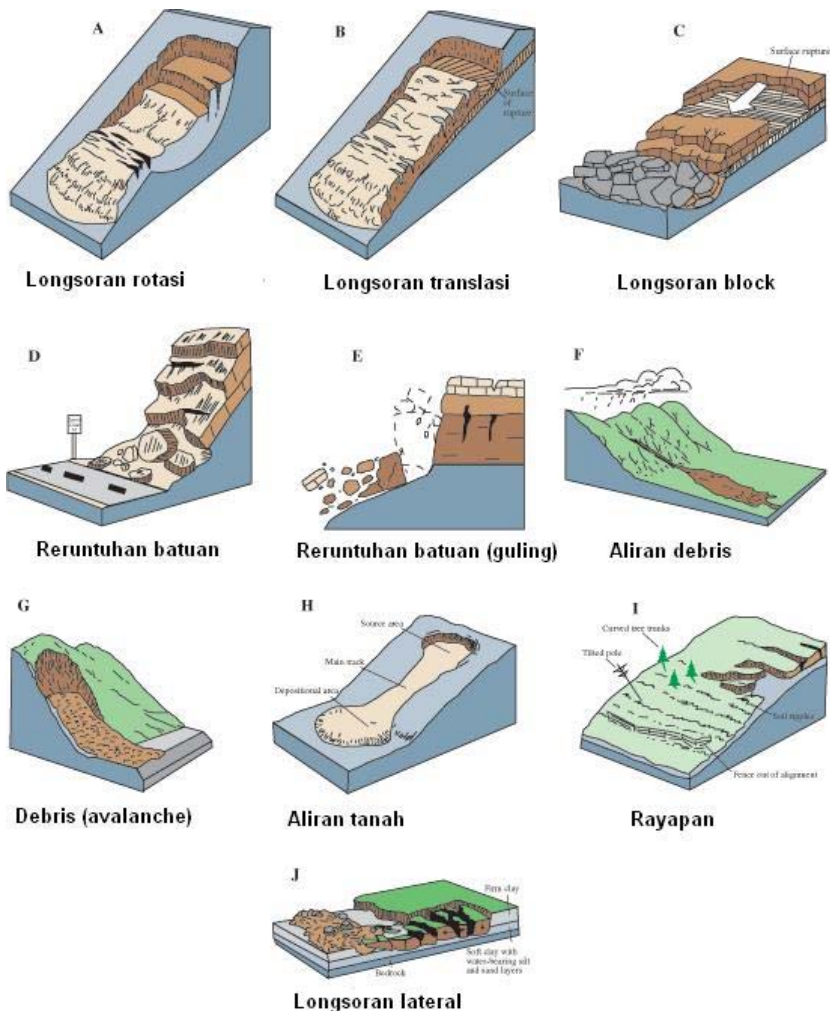 A
B
C
Surface rupture
Surface
of
rupture
Longsoran rotasi
Longsoran translasi
Longsoran block
D
E
F
Reruntuhan batuan
Reruntuhan batuan (guling)
Aliran debris
G
H
I
Source area
Main track
Depositional area
Curved tree trunks
Tilted pole
Soil ripples
Fence out of alignment
Debris (avalanche)
Aliran tanah
Rayapan
J
Firm clay
Soft clay with
water-bearing silt
and sand layers
Bedrock
Longsoran lateral